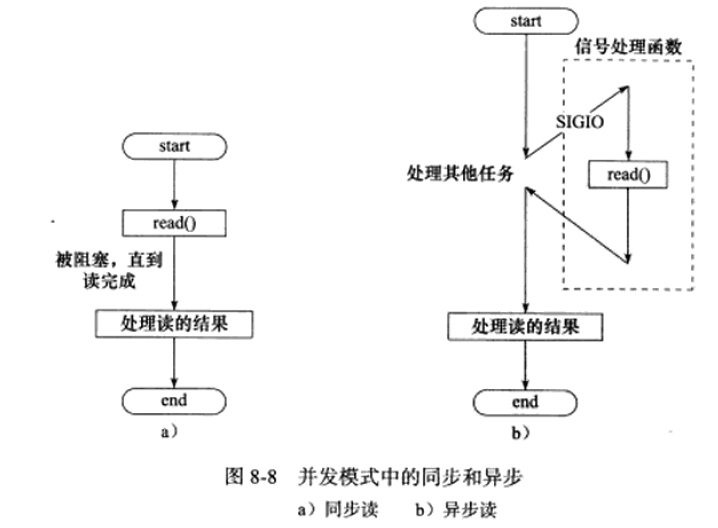 start
read()
被阻塞，直到
读完成
处理读的结果
end
a）
start
信号处理函数
SIGIO
处理其他任务
read()
处理读的结果
end
b）
图 8-8 并发模式中的同步和异步
a）同步读 b）异步读